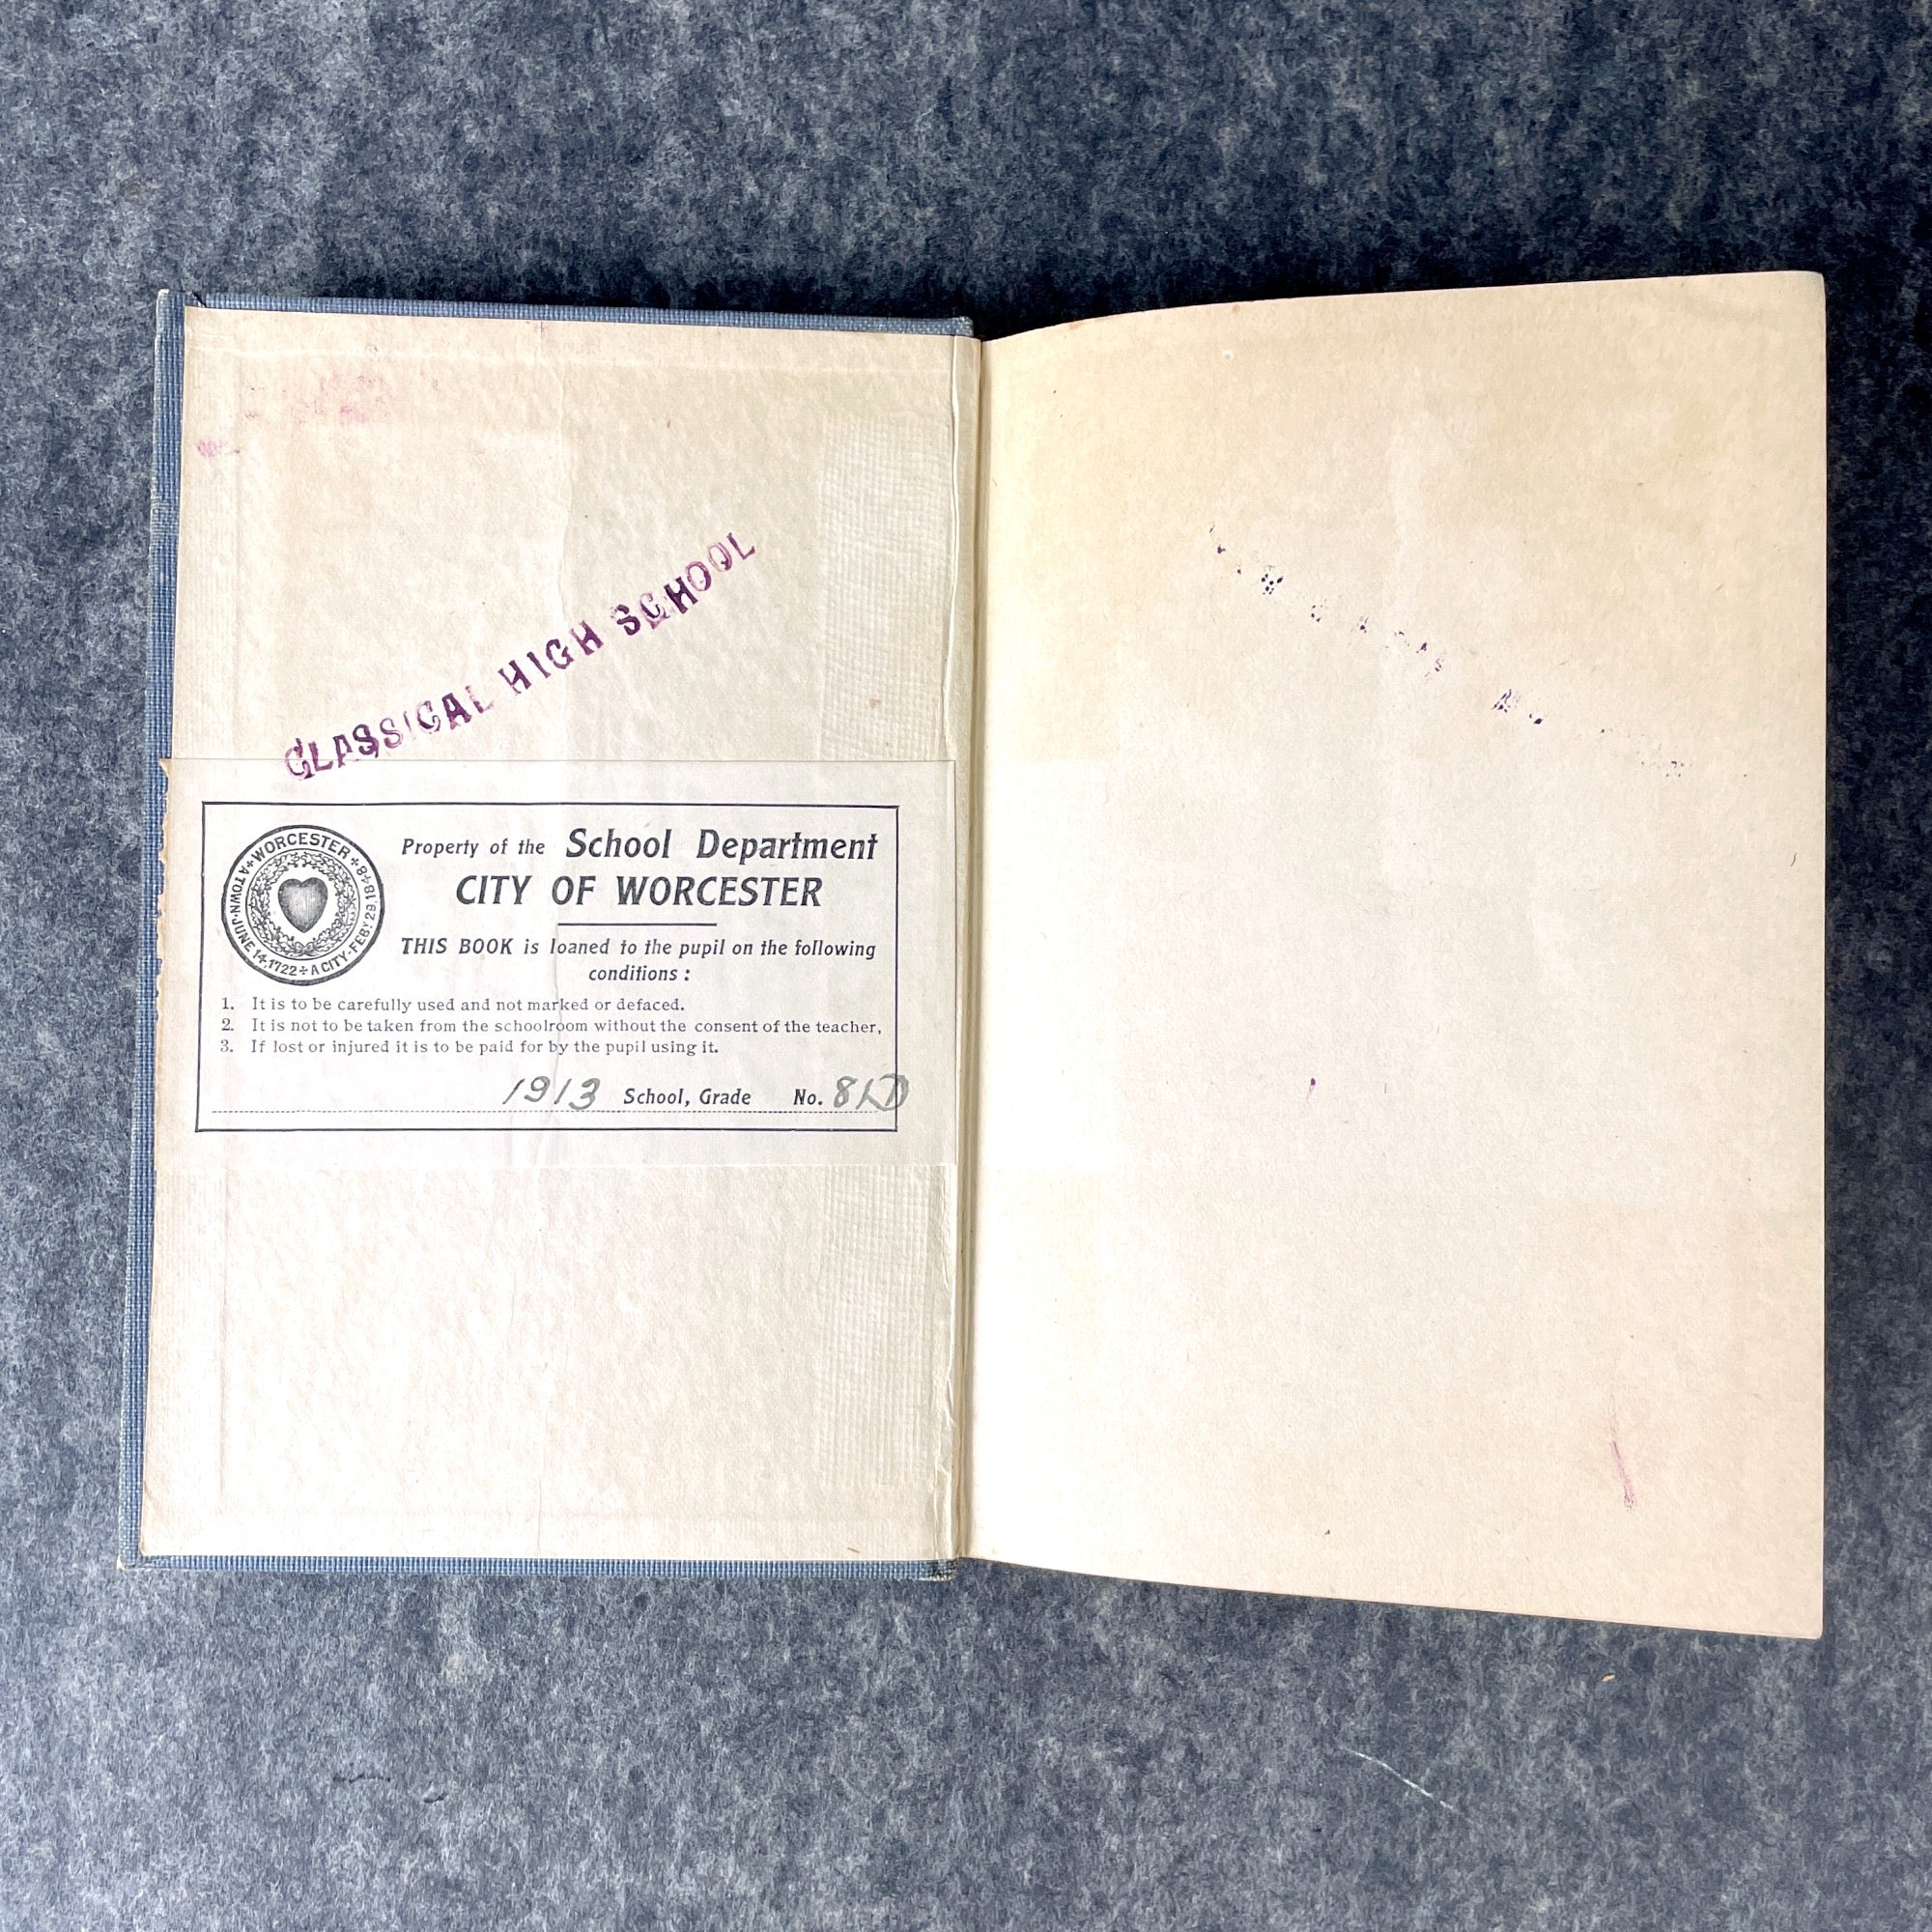 CLASSICAL HIGH SCHOOL
WORCESTER
A TOWN-JUNE 14, 1722 ÷ A CITY-FEBY. 29, 1848
Property of the School Department
CITY OF WORCESTER
THIS BOOK is loaned to the pupil on the following
conditions :
1. It is to be carefully used and not marked or defaced.
2. It is not to be taken from the schoolroom without the consent of the teacher,
3. If lost or injured it is to be paid for by the pupil using it.
1913 School, Grade No.